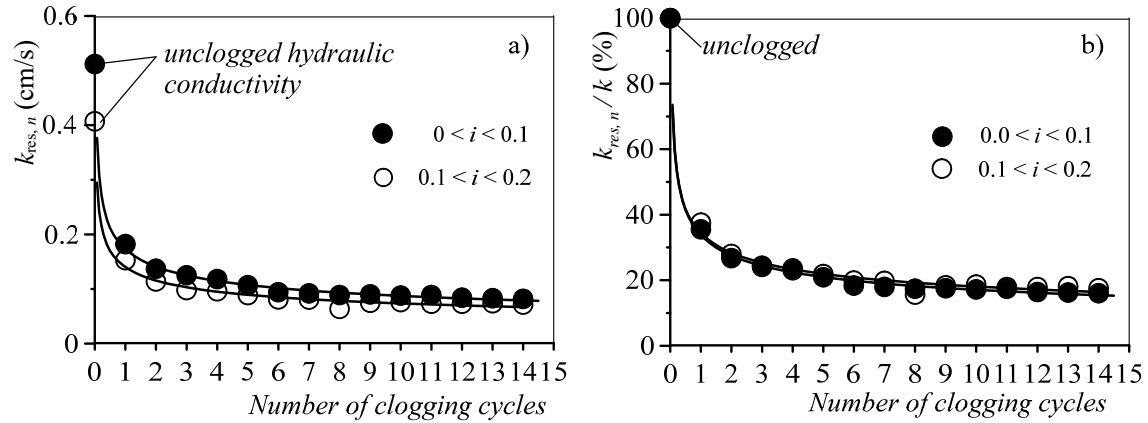 0.6
0.4
0.2
0
k_res, n (cm/s)
a)
unclogged hydraulic
conductivity
0 < i < 0.1
0.1 < i < 0.2
0 1 2 3 4 5 6 7 8 9 10 11 12 13 14 15
Number of clogging cycles
100
80
60
40
20
0
k_res, n / k (%)
b)
unclogged
0.0 < i < 0.1
0.1 < i < 0.2
0 1 2 3 4 5 6 7 8 9 10 11 12 13 14 15
Number of clogging cycles